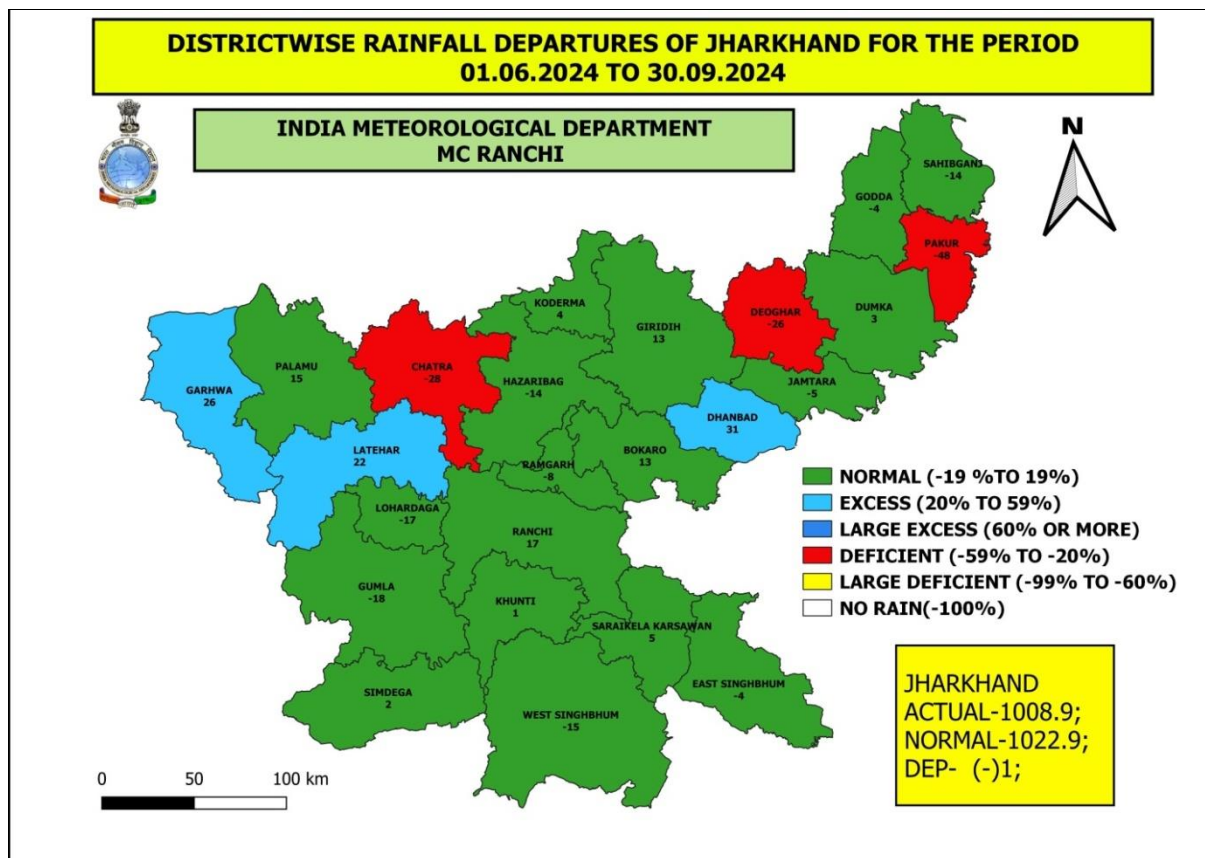 DISTRICTWISE RAINFALL DEPARTURES OF JHARKHAND FOR THE PERIOD
01.06.2024 TO 30.09.2024
INDIA METEOROLOGICAL DEPARTMENT
MC RANCHI
N
SAHIBGANJ
-14
GODDA
-4
PAKUR
-48
KODERMA
4
GIRIDIH
13
DEOGHAR
-26
DUMKA
3
PALAMU
15
CHATRA
-28
GARHWA
26
HAZARIBAG
-14
JAMTARA
-5
DHANBAD
31
LATEHAR
22
RAMGARH
-8
BOKARO
13
LOHARDAGA
-17
RANCHI
17
GUMLA
-18
KHUNTI
1
SARAIKELA KARSAWAN
5
SIMDEGA
2
WEST SINGHBHUM
-15
EAST SINGHBHUM
-4
NORMAL (-19 %TO 19%)
EXCESS (20% TO 59%)
LARGE EXCESS (60% OR MORE)
DEFICIENT (-59% TO -20%)
LARGE DEFICIENT (-99% TO -60%)
NO RAIN(-100%)
JHARKHAND
ACTUAL-1008.9;
NORMAL-1022.9;
DEP- (-)1;
0 50 100 km